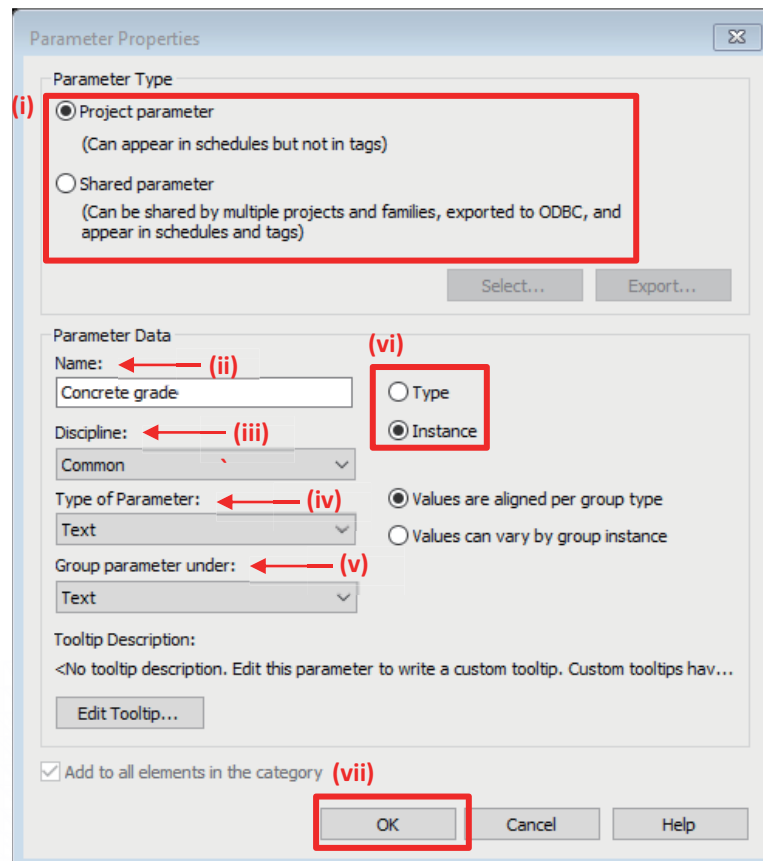 Parameter Properties
Parameter Type
(i)
Project parameter
(Can appear in schedules but not in tags)
Shared parameter
(Can be shared by multiple projects and families, exported to ODBC, and
appear in schedules and tags)
Select...
Export...
Parameter Data
(vi)
Name:
(ii)
Concrete grade
Type
Discipline:
(iii)
Instance
Common
Type of Parameter:
(iv)
Values are aligned per group type
Text
Values can vary by group instance
Group parameter under:
(v)
Text
Tooltip Description:
<No tooltip description. Edit this parameter to write a custom tooltip. Custom tooltips hav...
Edit Tooltip...
Add to all elements in the category
(vii)
OK
Cancel
Help